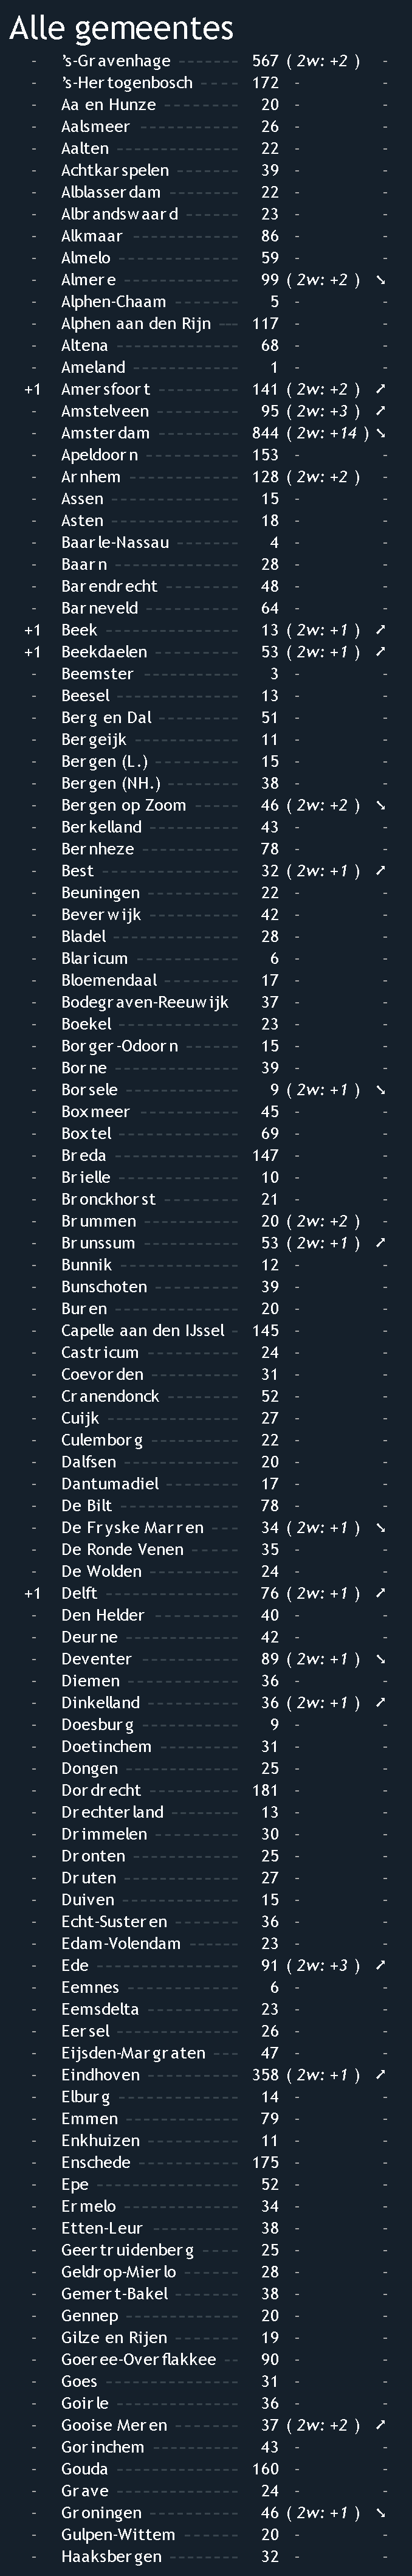 Alle gemeentes
- 's-Gravenhage 567 ( 2w: +2 ) -
- 's-Hertogenbosch 172 - -
- Aa en Hunze 20 - -
- Aalsmeer 26 - -
- Aalten 22 - -
- Achtkarspelen 39 - -
- Alblasserdam 22 - -
- Albrandswaard 23 - -
- Alkmaar 86 - -
- Almelo 59 - -
- Almere 99 ( 2w: +2 ) ➘
- Alphen-Chaam 5 - -
- Alphen aan den Rijn 117 - -
- Altena 68 - -
- Ameland 1 - -
+1 Amersfoort 141 ( 2w: +2 ) ➚
- Amstelveen 95 ( 2w: +3 ) ➚
- Amsterdam 844 ( 2w: +14 ) ➘
- Apeldoorn 153 - -
- Arnhem 128 ( 2w: +2 ) -
- Assen 15 - -
- Asten 18 - -
- Baarle-Nassau 4 - -
- Baarn 28 - -
- Barendrecht 48 - -
- Barneveld 64 - -
+1 Beek 13 ( 2w: +1 ) ➚
+1 Beekdaelen 53 ( 2w: +1 ) ➚
- Beemster 3 - -
- Beesel 13 - -
- Berg en Dal 51 - -
- Bergeijk 11 - -
- Bergen (L.) 15 - -
- Bergen (NH.) 38 - -
- Bergen op Zoom 46 ( 2w: +2 ) ➘
- Berkelland 43 - -
- Bernheze 78 - -
- Best 32 ( 2w: +1 ) ➚
- Beuningen 22 - -
- Beverwijk 42 - -
- Bladel 28 - -
- Blaricum 6 - -
- Bloemendaal 17 - -
- Bodegraven-Reeuwijk 37 - -
- Boekel 23 - -
- Borger-Odoorn 15 - -
- Borne 39 - -
- Borsele 9 ( 2w: +1 ) ➘
- Boxmeer 45 - -
- Boxtel 69 - -
- Breda 147 - -
- Brielle 10 - -
- Bronckhorst 21 - -
- Brummen 20 ( 2w: +2 ) -
- Brunssum 53 ( 2w: +1 ) ➚
- Bunnik 12 - -
- Bunschoten 39 - -
- Buren 20 - -
- Capelle aan den IJssel 145 - -
- Castricum 24 - -
- Coevorden 31 - -
- Cranendonck 52 - -
- Cuijk 27 - -
- Culemborg 22 - -
- Dalfsen 20 - -
- Dantumadiel 17 - -
- De Bilt 78 - -
- De Fryske Marren 34 ( 2w: +1 ) ➘
- De Ronde Venen 35 - -
- De Wolden 24 - -
+1 Delft 76 ( 2w: +1 ) ➚
- Den Helder 40 - -
- Deurne 42 - -
- Deventer 89 ( 2w: +1 ) ➘
- Diemen 36 - -
- Dinkelland 36 ( 2w: +1 ) ➚
- Doesburg 9 - -
- Doetinchem 31 - -
- Dongen 25 - -
- Dordrecht 181 - -
- Drechterland 13 - -
- Drimmelen 30 - -
- Dronten 25 - -
- Druten 27 - -
- Duiven 15 - -
- Echt-Susteren 36 - -
- Edam-Volendam 23 - -
- Ede 91 ( 2w: +3 ) ➚
- Eemnes 6 - -
- Eemsdelta 23 - -
- Eersel 26 - -
- Eijsden-Margraten 47 - -
- Eindhoven 358 ( 2w: +1 ) ➚
- Elburg 14 - -
- Emmen 79 - -
- Enkhuizen 11 - -
- Enschede 175 - -
- Epe 52 - -
- Ermelo 34 - -
- Etten-Leur 38 - -
- Geertruidenberg 25 - -
- Geldrop-Mierlo 28 - -
- Gemert-Bakel 38 - -
- Gennep 20 - -
- Gilze en Rijen 19 - -
- Goeree-Overflakkee 90 - -
- Goes 31 - -
- Goirle 36 - -
- Gooise Meren 37 ( 2w: +2 ) ➚
- Gorinchem 43 - -
- Gouda 160 - -
- Grave 24 - -
- Groningen 46 ( 2w: +1 ) ➘
- Gulpen-Wittem 20 - -
- Haaksbergen 32 - -